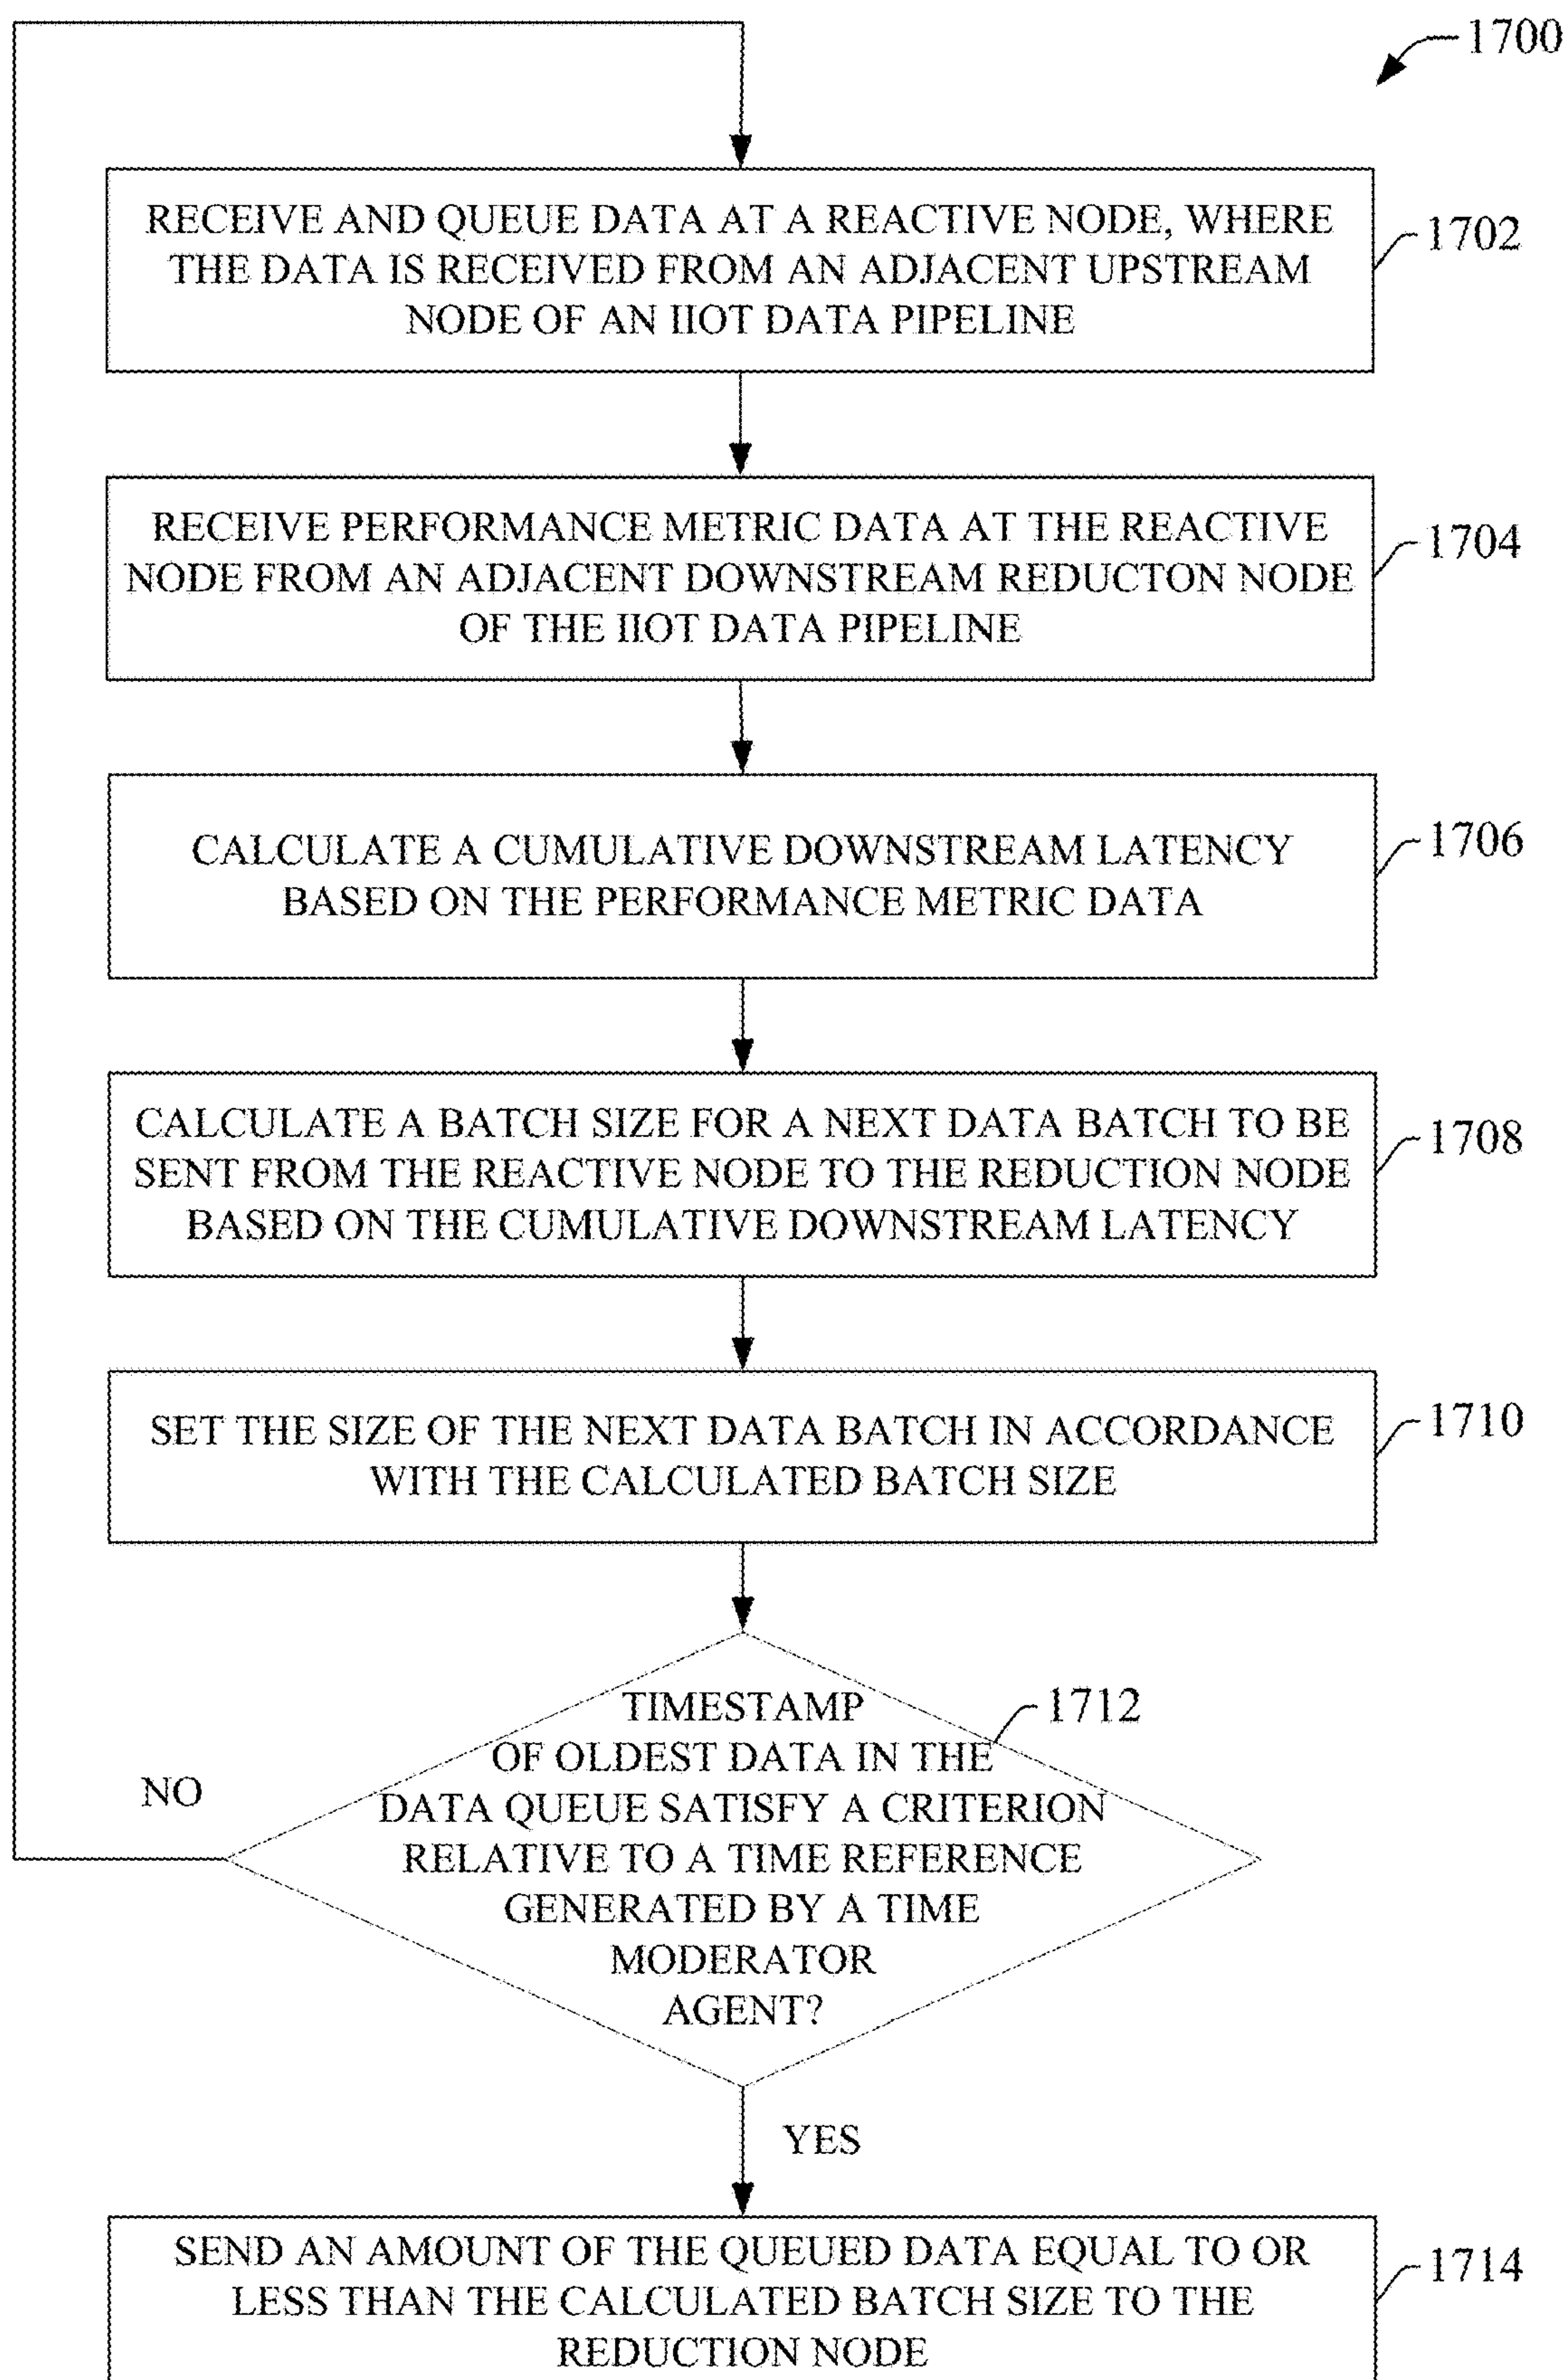 1700
RECEIVE AND QUEUE DATA AT A REACTIVE NODE, WHERE
THE DATA IS RECEIVED FROM AN ADJACENT UPSTREAM
NODE OF AN IIOT DATA PIPELINE
1702
RECEIVE PERFORMANCE METRIC DATA AT THE REACTIVE
NODE FROM AN ADJACENT DOWNSTREAM REDUCTON NODE
OF THE IIOT DATA PIPELINE
1704
CALCULATE A CUMULATIVE DOWNSTREAM LATENCY
BASED ON THE PERFORMANCE METRIC DATA
1706
CALCULATE A BATCH SIZE FOR A NEXT DATA BATCH TO BE
SENT FROM THE REACTIVE NODE TO THE REDUCTION NODE
BASED ON THE CUMULATIVE DOWNSTREAM LATENCY
1708
SET THE SIZE OF THE NEXT DATA BATCH IN ACCORDANCE
WITH THE CALCULATED BATCH SIZE
1710
TIMESTAMP
OF OLDEST DATA IN THE
DATA QUEUE SATISFY A CRITERION
RELATIVE TO A TIME REFERENCE
GENERATED BY A TIME
MODERATOR
AGENT?
1712
NO
YES
SEND AN AMOUNT OF THE QUEUED DATA EQUAL TO OR
LESS THAN THE CALCULATED BATCH SIZE TO THE
REDUCTION NODE
1714